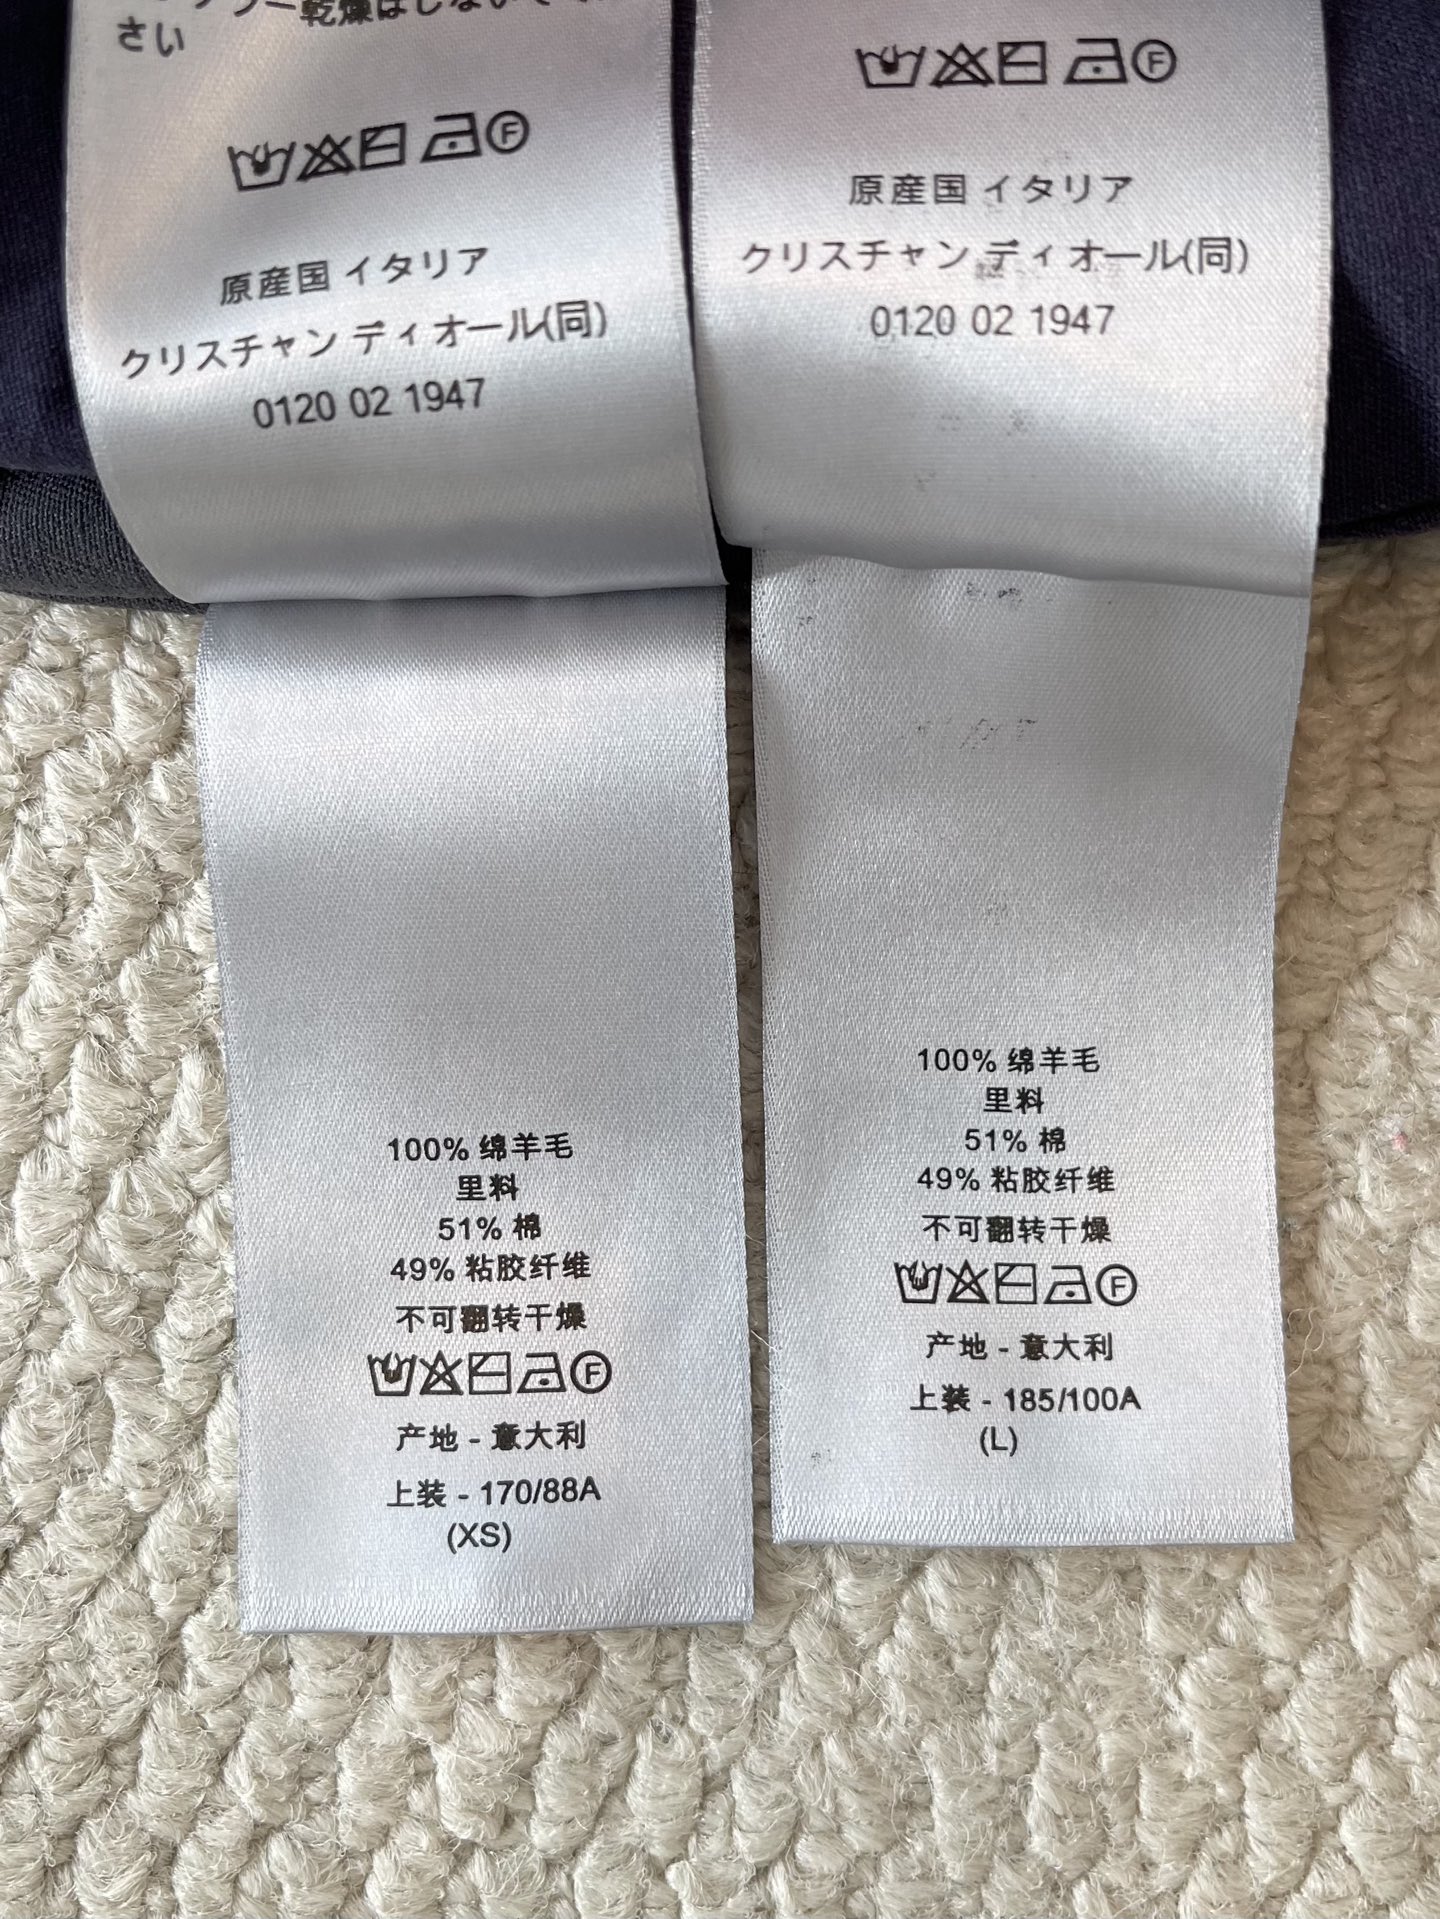 さい
原産国 イタリア
クリスチャン ディオール(同)
0120 02 1947
100% 绵羊毛
里料
51% 棉
49% 粘胶纤维
不可翻转干燥
F
产地 - 意大利
上装 - 170/88A
(XS)
F
原産国 イタリア
クリスチャン ディオール(同)
0120 02 1947
100% 绵羊毛
里料
51% 棉
49% 粘胶纤维
不可翻转干燥
F
产地 - 意大利
上装 - 185/100A
(L)